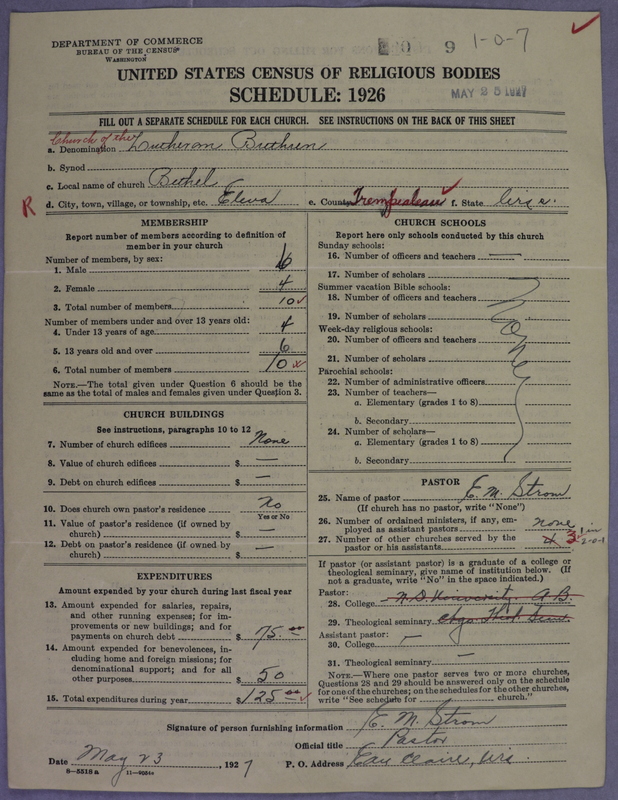 DEPARTMENT OF COMMERCE
BUREAU OF THE CENSUS
WASHINGTON
9 1-0-7
UNITED STATES CENSUS OF RELIGIOUS BODIES
SCHEDULE: 1926
MAY 25 1927
FILL OUT A SEPARATE SCHEDULE FOR EACH CHURCH. SEE INSTRUCTIONS ON THE BACK OF THIS SHEET
Church of the
a. Denomination Lutheran Brethren
b. Synod
c. Local name of church Bethel
R d. City, town, village, or township, etc. Eleva e. County Trempealeau f. State Wis.
MEMBERSHIP
Report number of members according to definition of member in your church
Number of members, by sex:
1. Male 6
2. Female 4
3. Total number of members 10
Number of members under and over 13 years old:
4. Under 13 years of age 4
5. 13 years old and over 6
6. Total number of members 10
NOTE.—The total given under Question 6 should be the
same as the total of males and females given under Question 3.
CHURCH BUILDINGS
See instructions, paragraphs 10 to 12
7. Number of church edifices None
8. Value of church edifices $ —
9. Debt on church edifices $ —
10. Does church own pastor's residence No
Yes or No
11. Value of pastor's residence (if owned by
church) $ —
12. Debt on pastor's residence (if owned by
church) $ —
EXPENDITURES
Amount expended by your church during last fiscal year
13. Amount expended for salaries, repairs,
and other running expenses; for im-
provements or new buildings; and for
payments on church debt $ 75.00
14. Amount expended for benevolences, in-
cluding home and foreign missions; for
denominational support; and for all
other purposes $ 50
15. Total expenditures during year $ 125.00
CHURCH SCHOOLS
Report here only schools conducted by this church
Sunday schools:
16. Number of officers and teachers —
17. Number of scholars
Summer vacation Bible schools:
18. Number of officers and teachers
19. Number of scholars
Week-day religious schools:
20. Number of officers and teachers
21. Number of scholars
Parochial schools:
22. Number of administrative officers
23. Number of teachers—
a. Elementary (grades 1 to 8)
b. Secondary
24. Number of scholars—
a. Elementary (grades 1 to 8)
b. Secondary
None
PASTOR
25. Name of pastor E. M. Strom
(If church has no pastor, write "None")
26. Number of ordained ministers, if any, em-
ployed as assistant pastors none
27. Number of other churches served by the
pastor or his assistants 4 3 1 in 2-0-1
If pastor (or assistant pastor) is a graduate of a college or
theological seminary, give name of institution below. (If
not a graduate, write "No" in the space indicated.)
Pastor:
28. College N. D. University A. B.
29. Theological seminary Chgo. Theol. Sem.
Assistant pastor:
30. College —
31. Theological seminary —
NOTE.—Where one pastor serves two or more churches,
Questions 28 and 29 should be answered only on the schedule
for one of the churches; on the schedules for the other churches,
write "See schedule for church."
Signature of person furnishing information E. M. Strom
Official title Pastor
Date May 23, 1927 P. O. Address Eau Claire, Wis.
8-5518 a